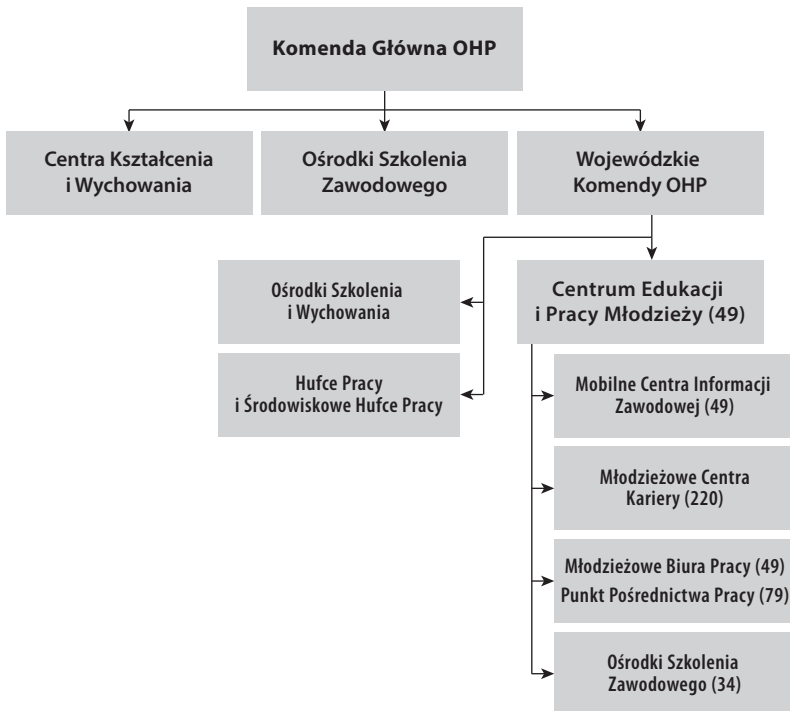 Komenda Główna OHP
Centra Kształcenia
i Wychowania
Ośrodki Szkolenia
Zawodowego
Wojewódzkie
Komendy OHP
Ośrodki Szkolenia
i Wychowania
Hufce Pracy
i Środowiskowe Hufce Pracy
Centrum Edukacji
i Pracy Młodzieży (49)
Mobilne Centra Informacji
Zawodowej (49)
Młodzieżowe Centra
Kariery (220)
Młodzieżowe Biura Pracy (49)
Punkt Pośrednictwa Pracy (79)
Ośrodki Szkolenia
Zawodowego (34)